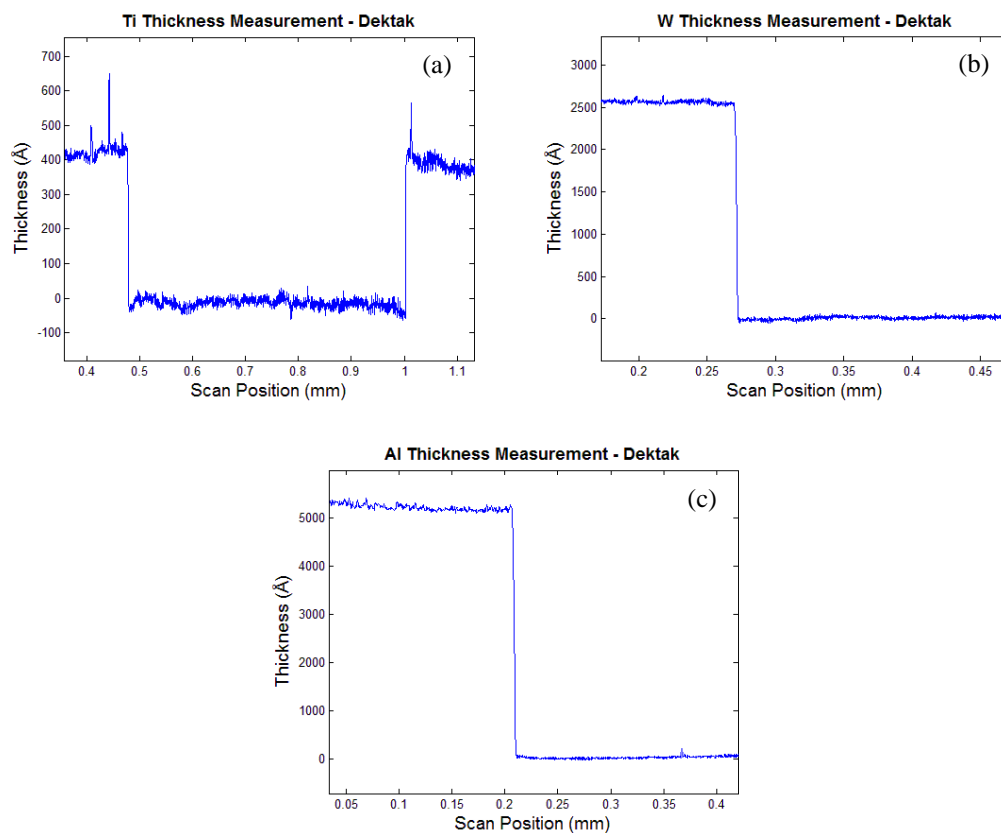 Ti Thickness Measurement - Dektak
(a)
Thickness (Å)
700
600
500
400
300
200
100
0
-100
0.4 0.5 0.6 0.7 0.8 0.9 1 1.1
Scan Position (mm)
W Thickness Measurement - Dektak
(b)
Thickness (Å)
3000
2500
2000
1500
1000
500
0
0.2 0.25 0.3 0.35 0.4 0.45
Scan Position (mm)
Al Thickness Measurement - Dektak
(c)
Thickness (Å)
5000
4000
3000
2000
1000
0
0.05 0.1 0.15 0.2 0.25 0.3 0.35 0.4
Scan Position (mm)